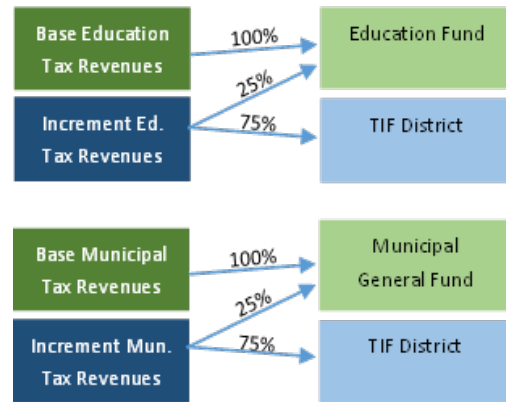 Base Education
Tax Revenues
100%
Education Fund
25%
Increment Ed.
Tax Revenues
75%
TIF District
Base Municipal
Tax Revenues
100%
Municipal
General Fund
25%
Increment Mun.
Tax Revenues
75%
TIF District